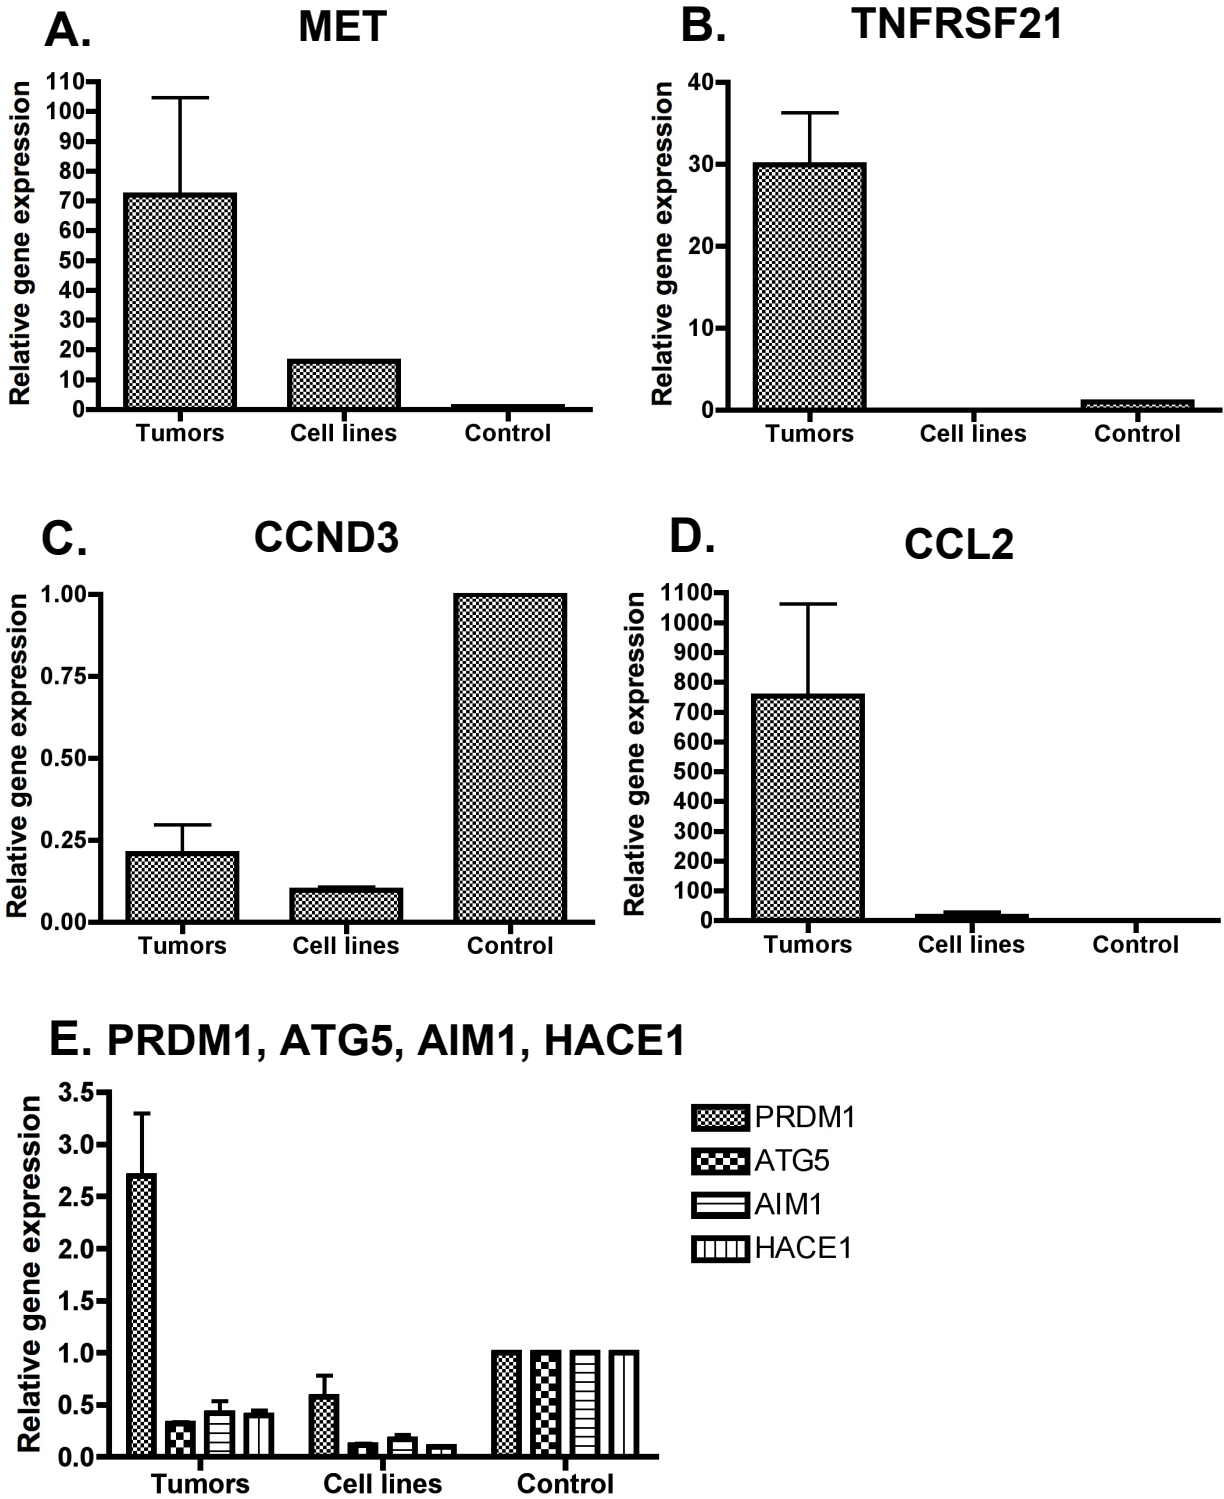 A.
MET
Relative gene expression
110
100
90
80
70
60
50
40
30
20
10
0
Tumors Cell lines Control
B.
TNFRSF21
Relative gene expression
40
30
20
10
0
Tumors Cell lines Control
C.
CCND3
Relative gene expression
1.00
0.75
0.50
0.25
0.00
Tumors Cell lines Control
D.
CCL2
Relative gene expression
1100
1000
900
800
700
600
500
400
300
200
100
0
Tumors Cell lines Control
E. PRDM1, ATG5, AIM1, HACE1
Relative gene expression
3.5
3.0
2.5
2.0
1.5
1.0
0.5
0.0
Tumors Cell lines Control
PRDM1
ATG5
AIM1
HACE1